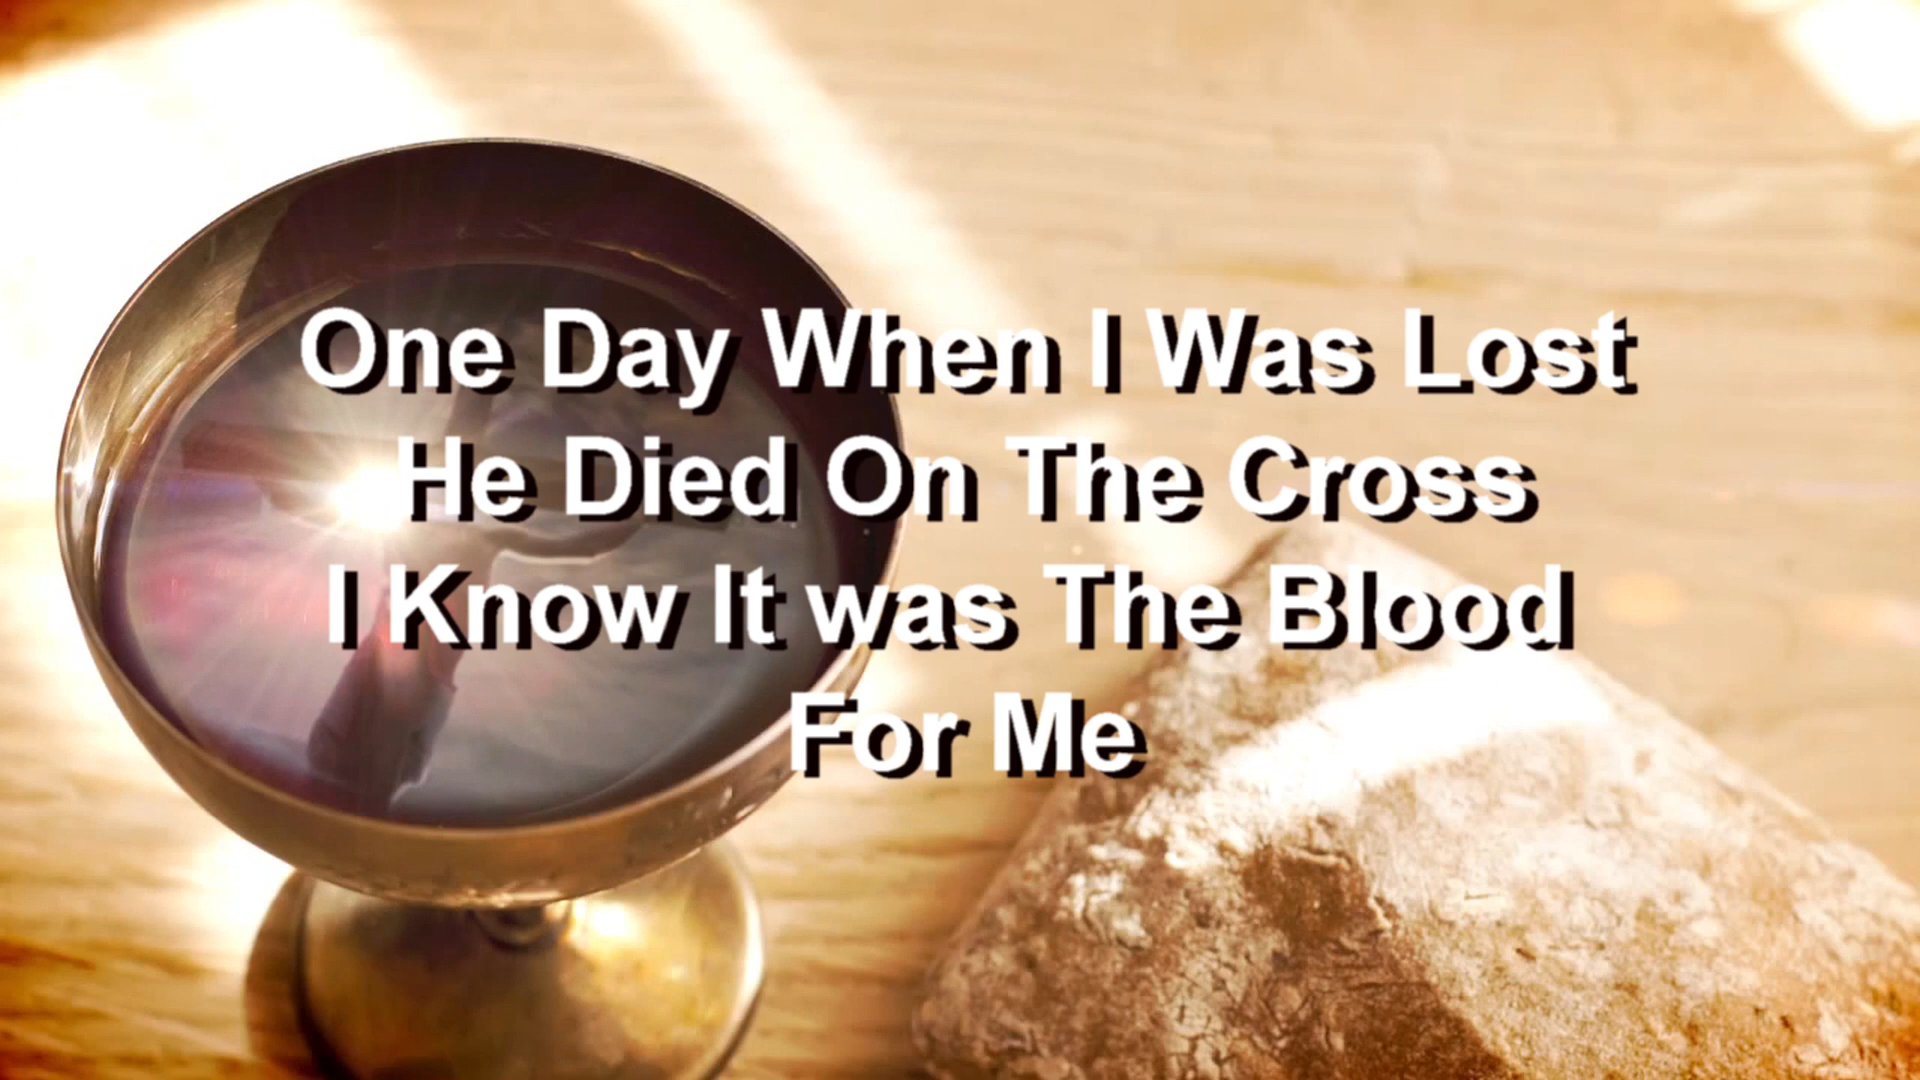 One Day When I Was Lost
He Died On The Cross
I Know It was The Blood
For Me